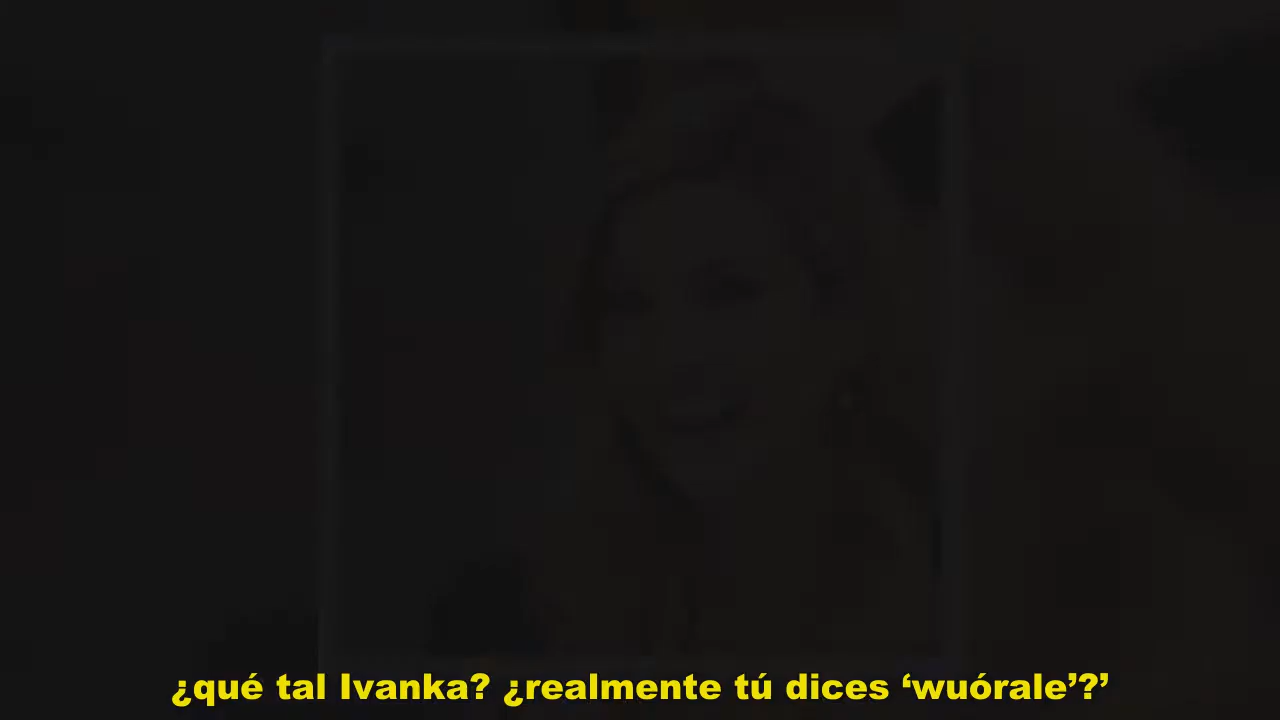 ¿qué tal Ivanka? ¿realmente tú dices ‘wuórale’?’